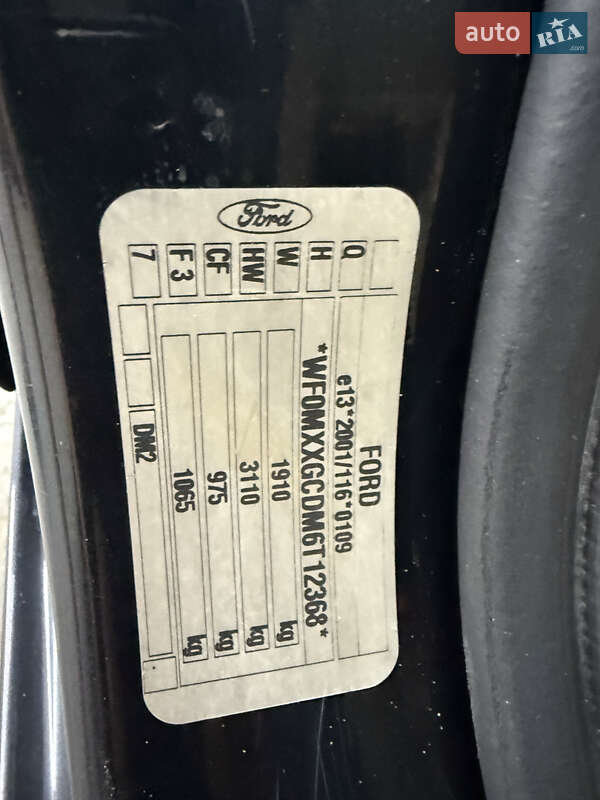 auto RIA .com
Ford
FORD
e13*2001/116*0109
*WF0MXXGCDM6T12368*
1910 kg
3110 kg
975 kg
1065 kg
DM2
Q
H
W
HW
CF
F 3
7